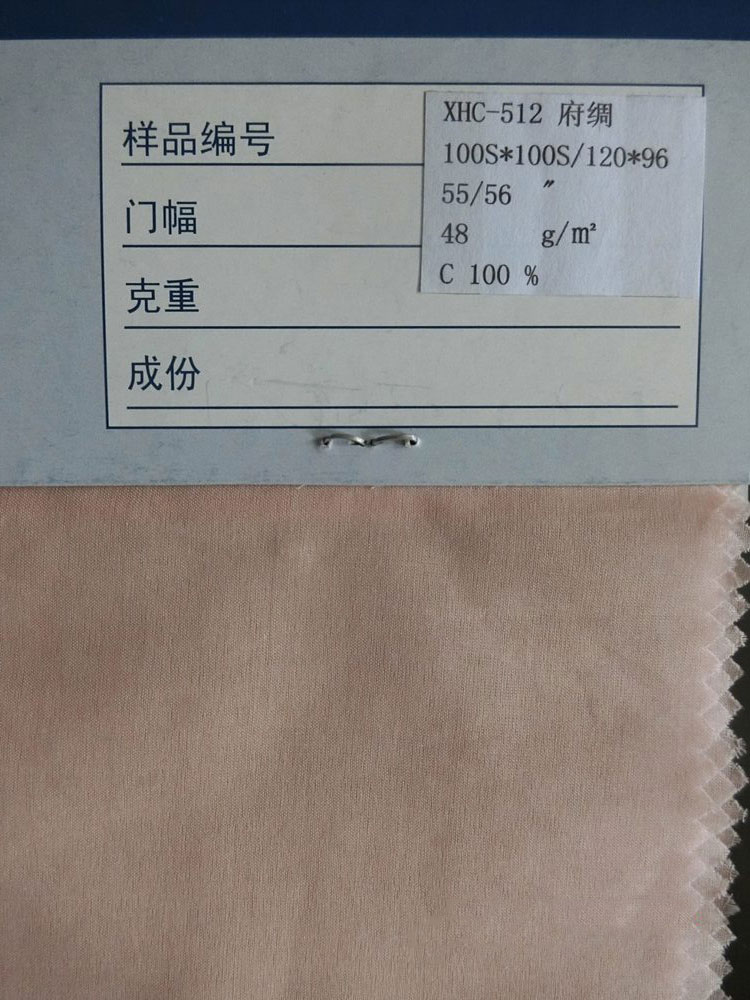 样品编号
门幅
克重
成份
XHC-512 府绸
100S*100S/120*96
55/56 〃
48 g/㎡
C 100 %